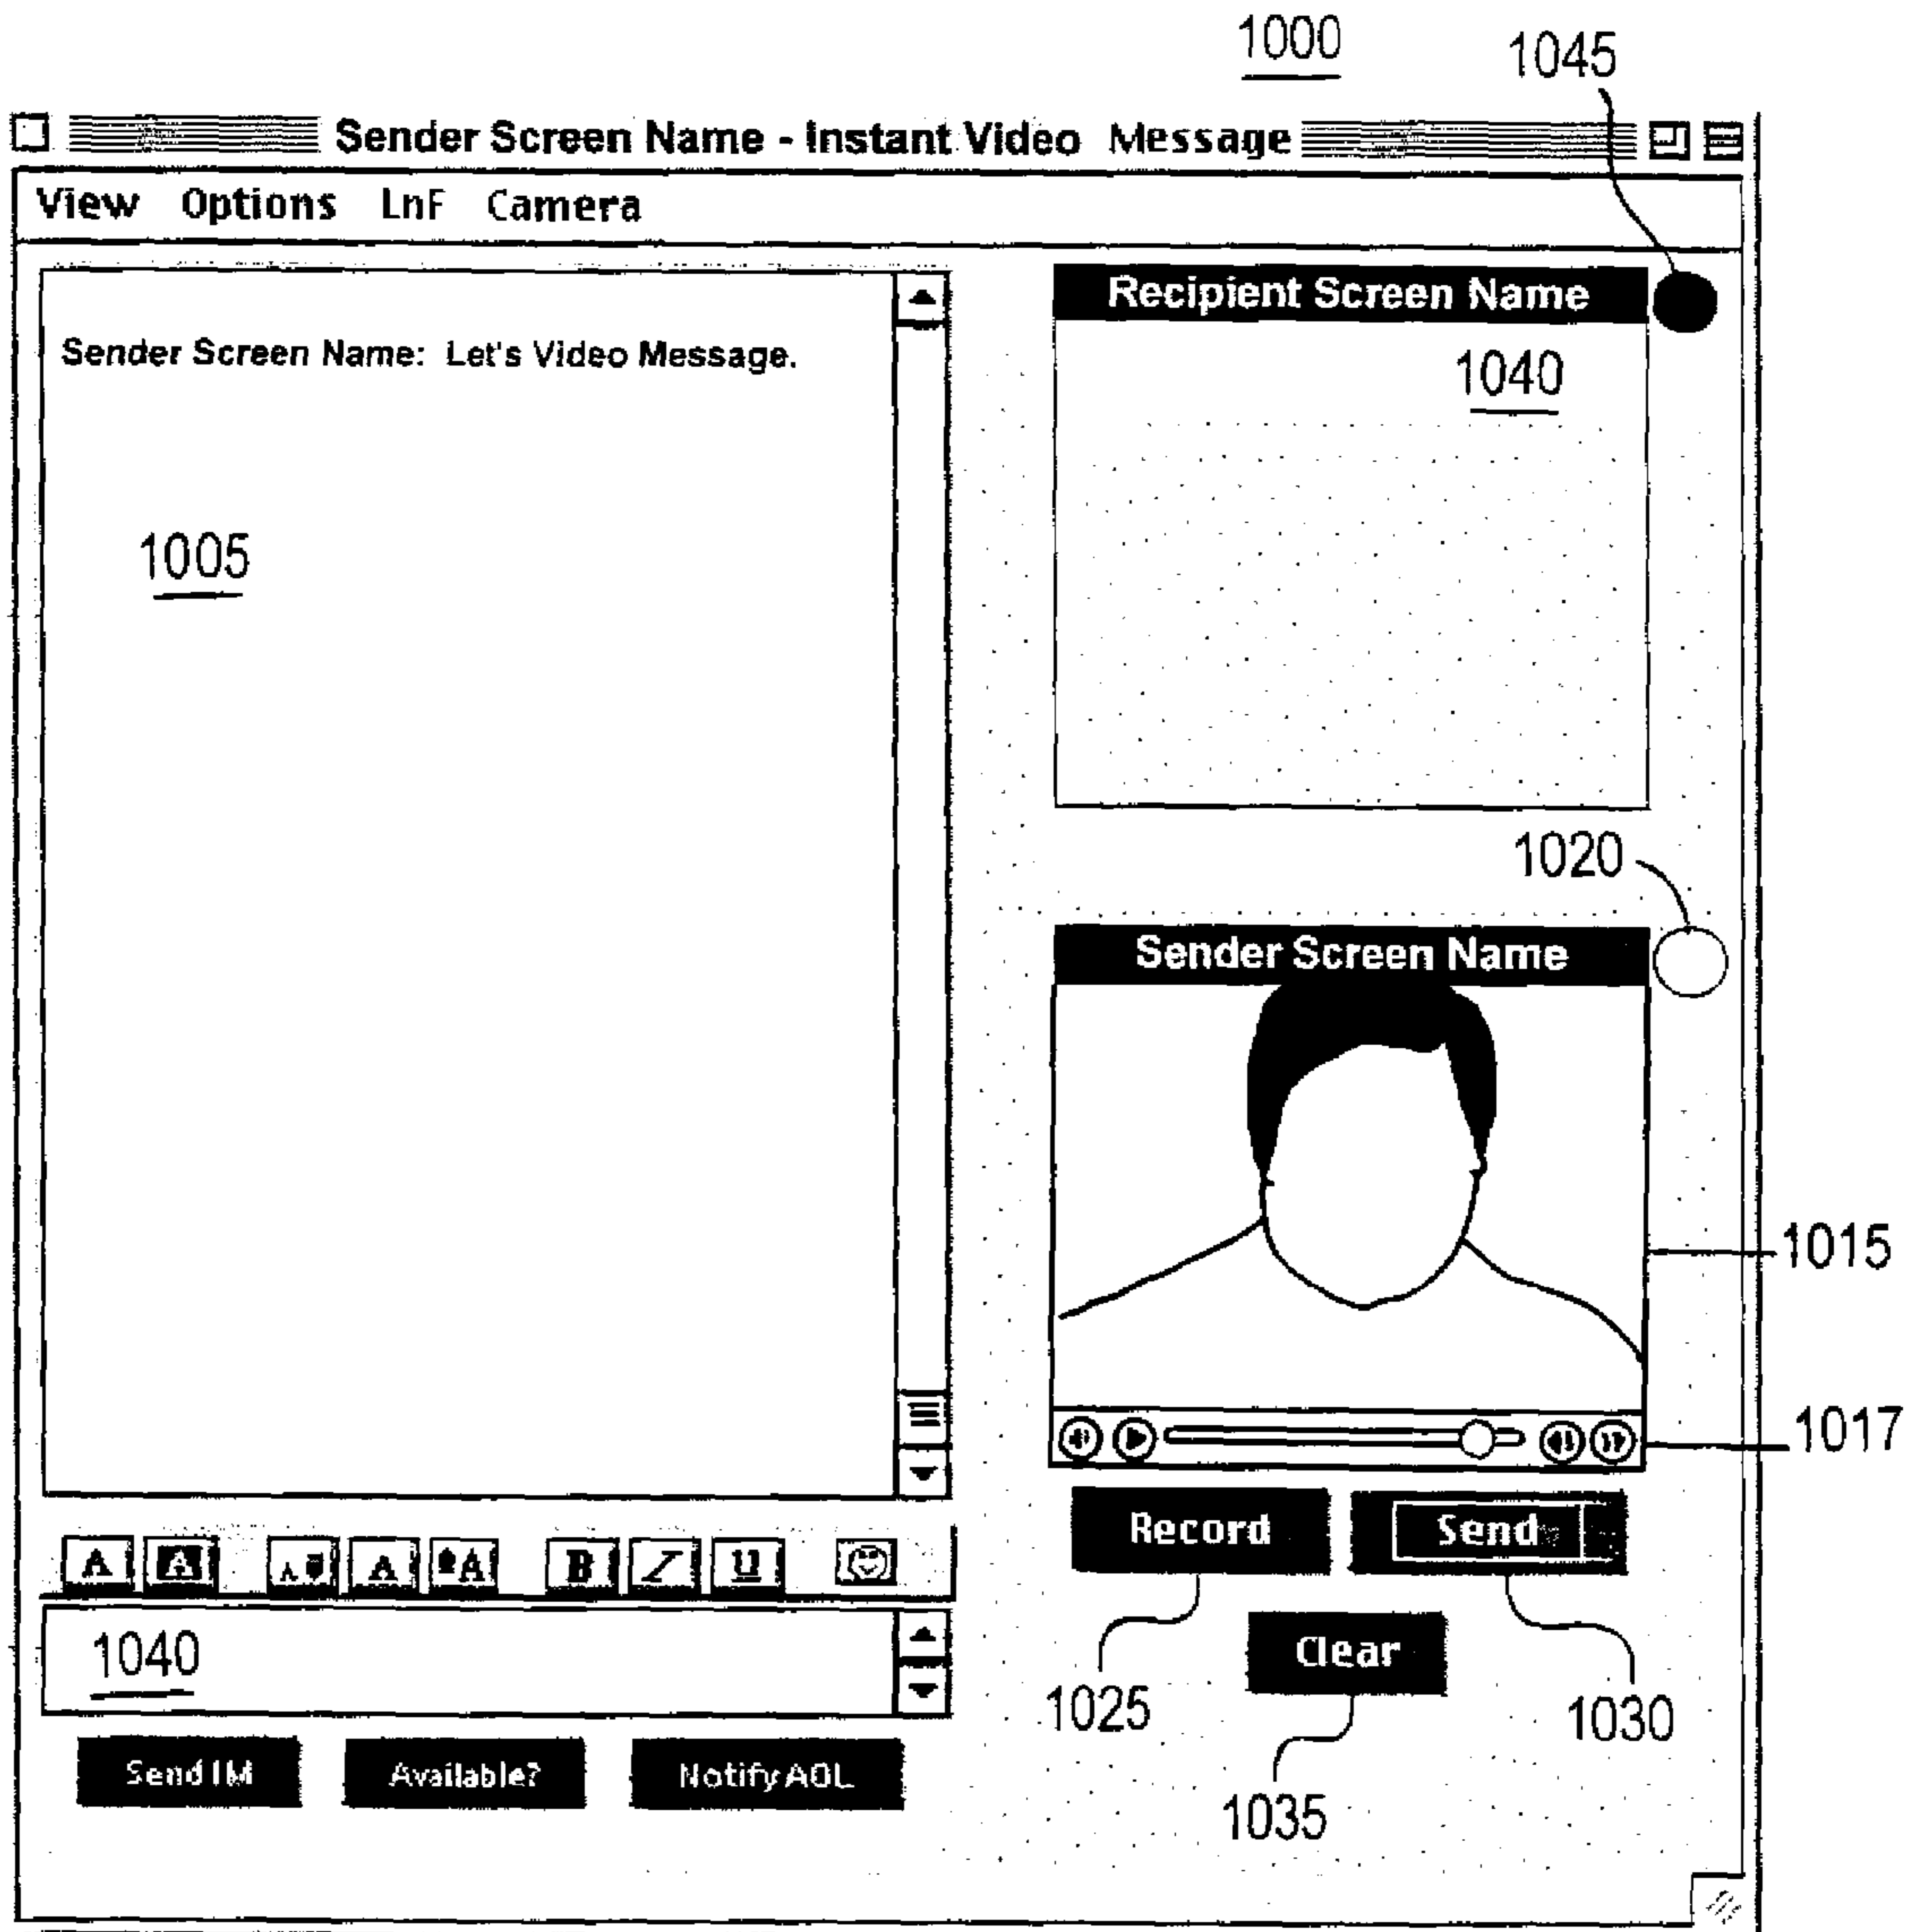 1000
1045
Sender Screen Name - Instant Video Message
View Options LnF Camera
Recipient Screen Name
1040
Sender Screen Name: Let's Video Message.
1005
1020
Sender Screen Name
1015
1017
Record Send
A A A A A B I U
1040
Clear
1025
1030
Send IM Available? Notify AOL
1035